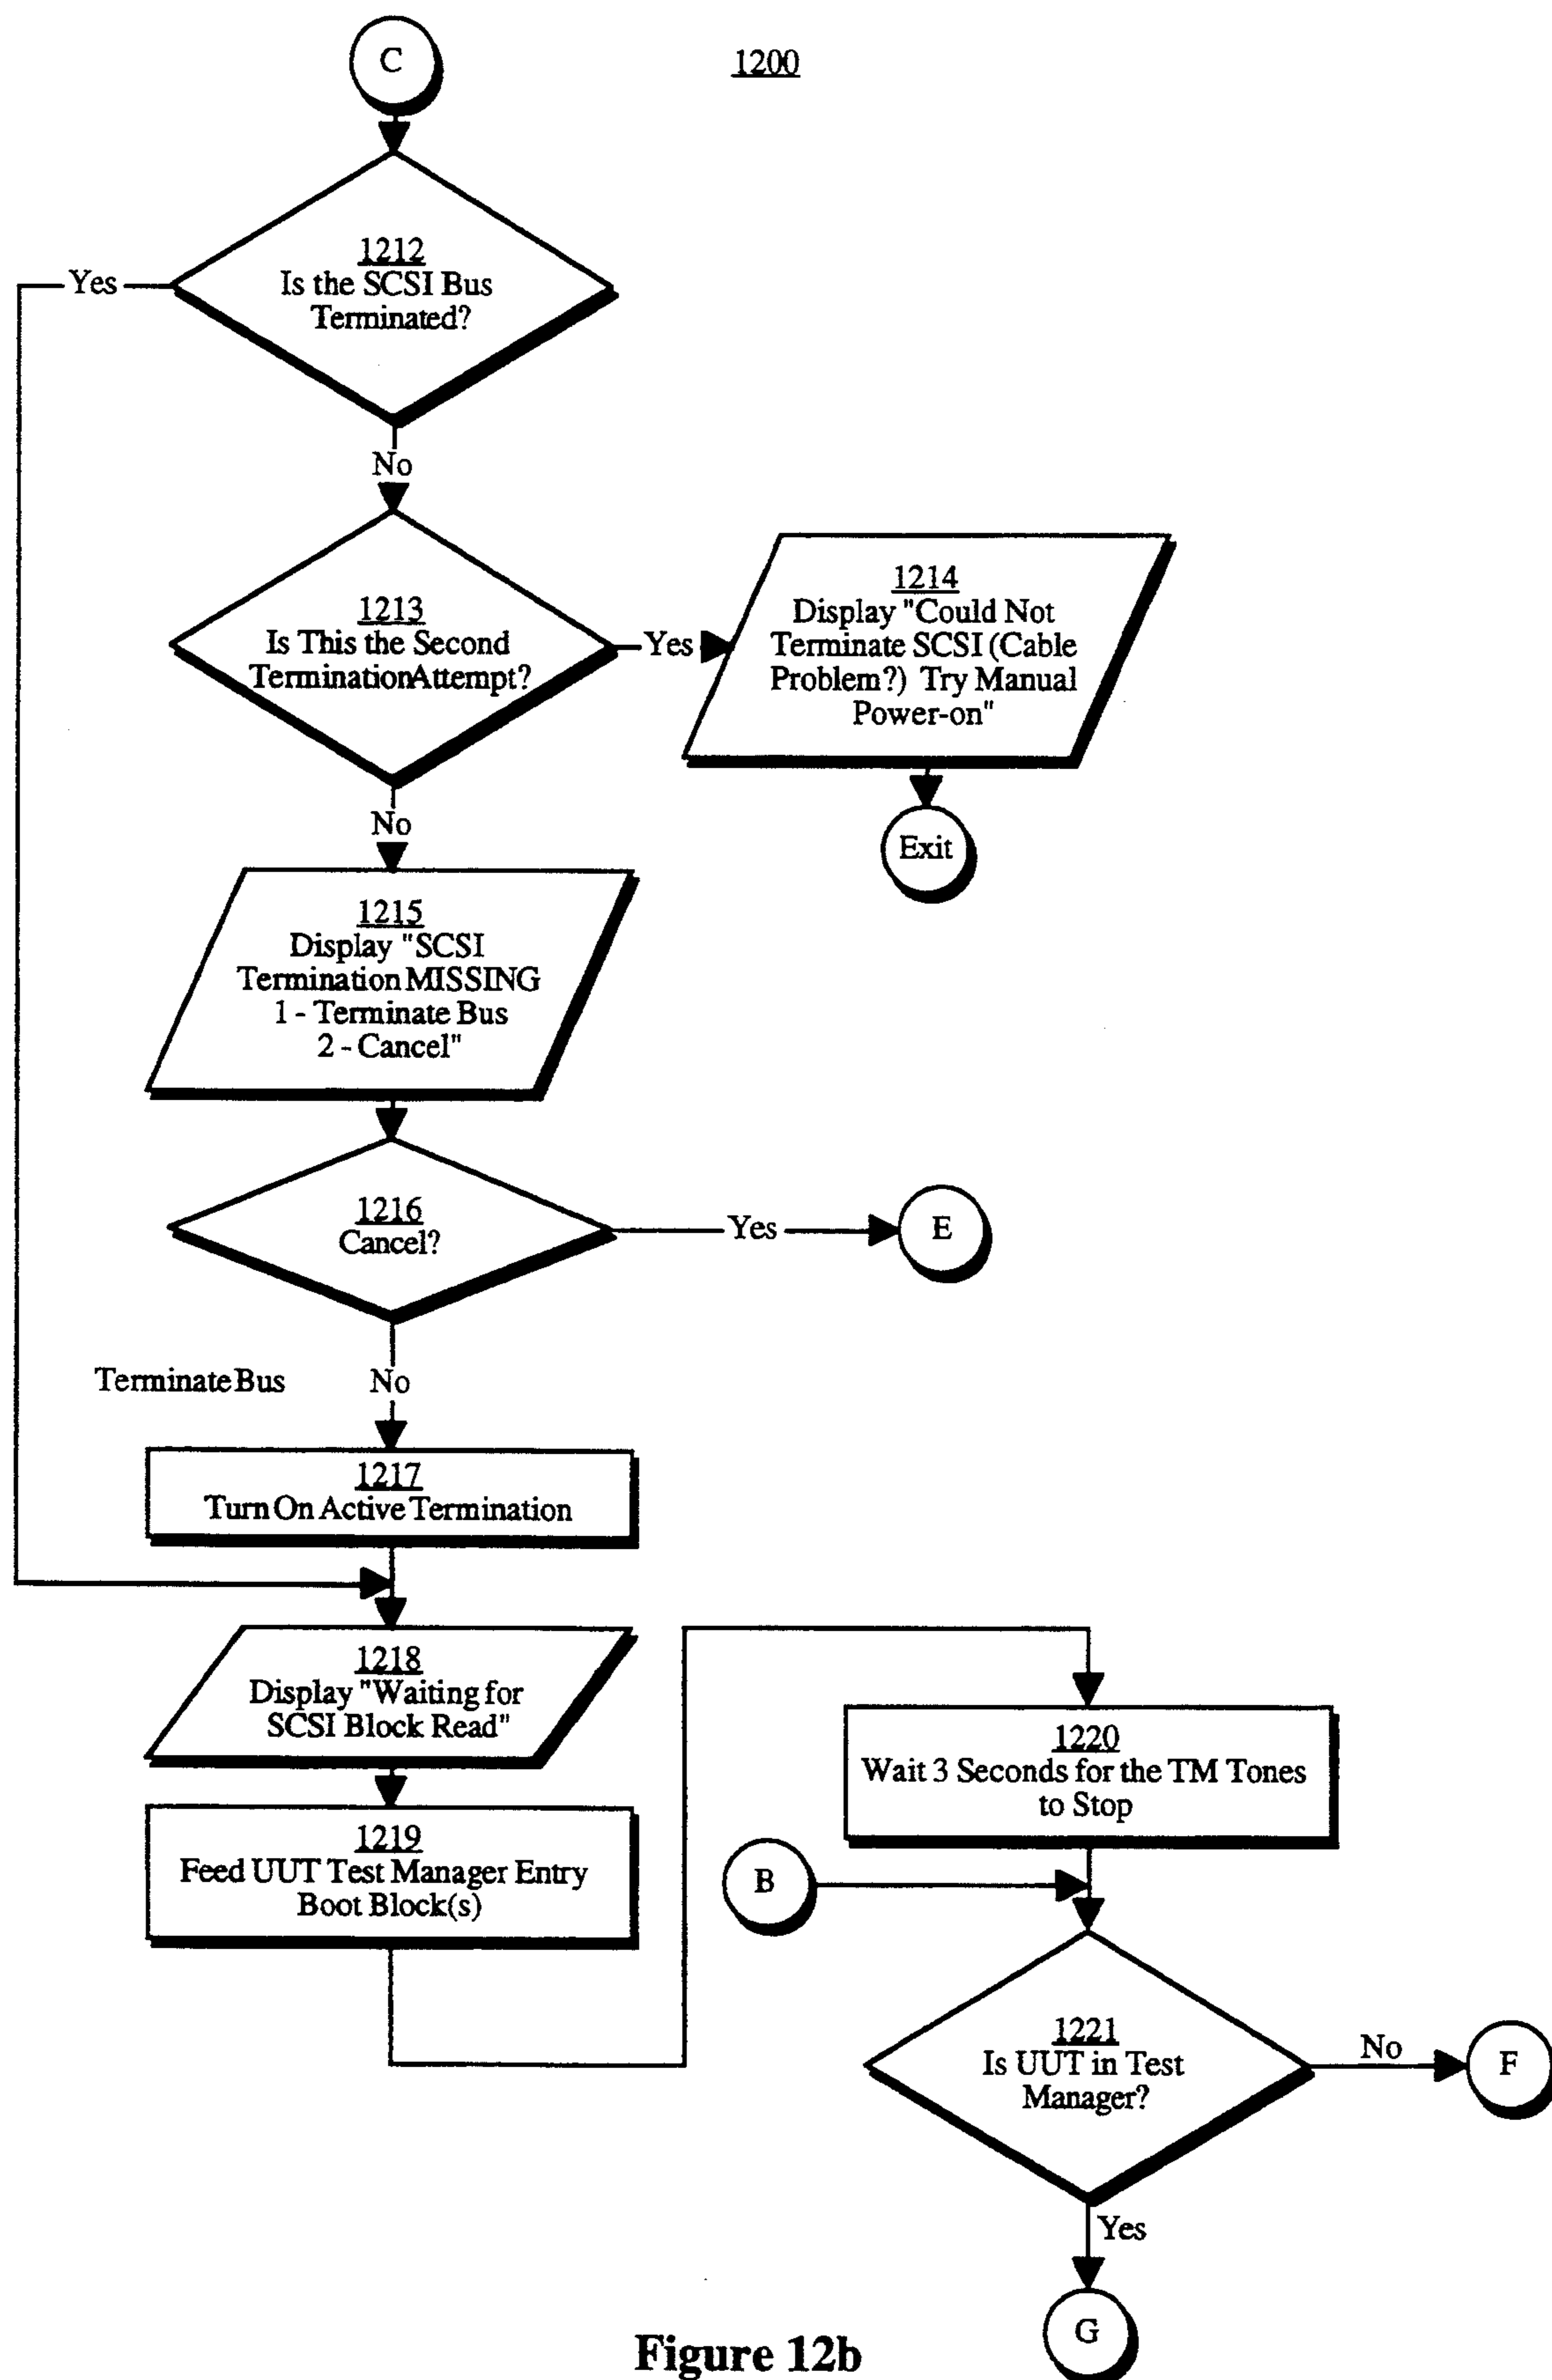 C
1200
1212
Is the SCSI Bus
Terminated?
Yes
No
1213
Is This the Second
Termination Attempt?
Yes
1214
Display "Could Not
Terminate SCSI (Cable
Problem?) Try Manual
Power-on"
Exit
No
1215
Display "SCSI
Termination MISSING
1 - Terminate Bus
2 - Cancel"
1216
Cancel?
Yes
E
Terminate Bus
No
1217
Turn On Active Termination
1218
Display "Waiting for
SCSI Block Read"
1219
Feed UUT Test Manager Entry
Boot Block(s)
1220
Wait 3 Seconds for the TM Tones
to Stop
B
1221
Is UUT in Test
Manager?
No
F
Yes
G
Figure 12b